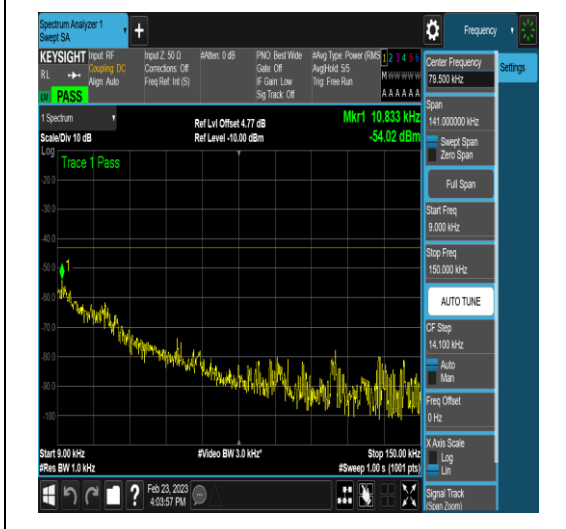 Spectrum Analyzer 1
Swept SA
+
Frequency
KEYSIGHT
RL
PASS
Input: RF
Coupling: DC
Align: Auto
Input Z: 50 Ω
Corrections: Off
Freq Ref: Int (S)
#Atten: 0 dB
PNO: Best Wide
Gate: Off
IF Gain: Low
Sig Track: Off
#Avg Type: Power (RMS)
Avg|Hold: 5/5
Trig: Free Run
1 2 3 4 5 6
M W W W W W
A A A A A A
1 Spectrum
Scale/Div 10 dB
Ref Lvl Offset 4.77 dB
Ref Level -10.00 dBm
Mkr1 10.833 kHz
-54.02 dBm
Log
Trace 1 Pass
-20.0
-30.0
-40.0
-50.0
1
-60.0
-70.0
-80.0
-90.0
-100
Start 9.00 kHz
#Res BW 1.0 kHz
#Video BW 3.0 kHz*
Stop 150.00 kHz
#Sweep 1.00 s (1001 pts)
?
Feb 23, 2023
4:03:57 PM
Center Frequency
79.500 kHz
Settings
Span
141.000000 kHz
Swept Span
Zero Span
Full Span
Start Freq
9.000 kHz
Stop Freq
150.000 kHz
AUTO TUNE
CF Step
14.100 kHz
Auto
Man
Freq Offset
0 Hz
X Axis Scale
Log
Lin
Signal Track
(Span Zoom)